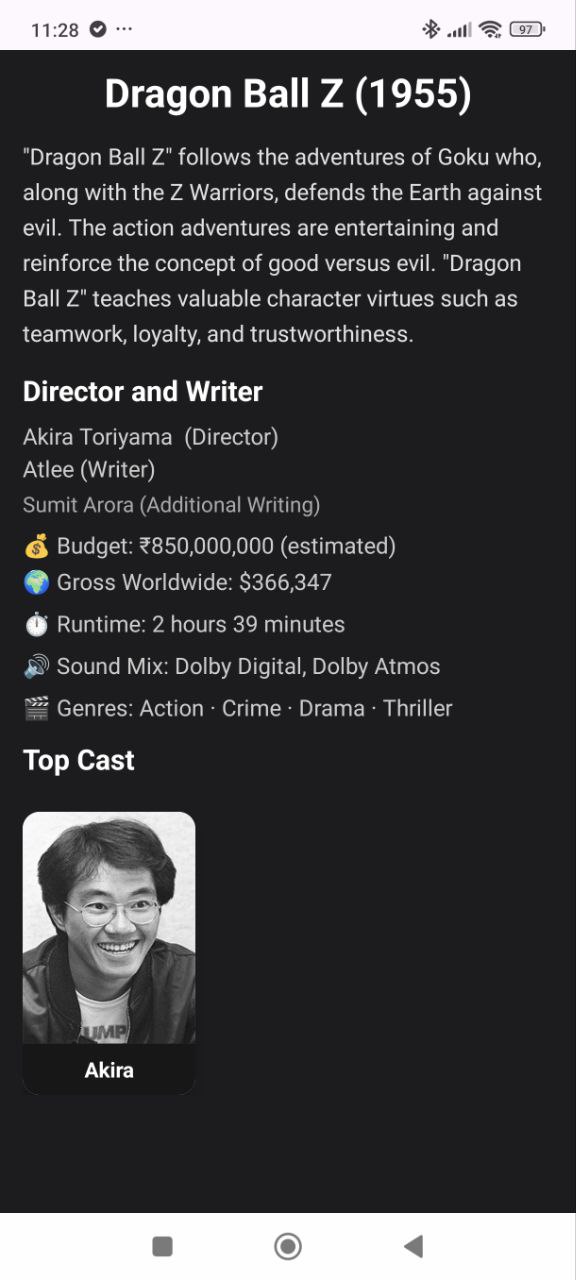 11:28
97
Dragon Ball Z (1955)
"Dragon Ball Z" follows the adventures of Goku who,
along with the Z Warriors, defends the Earth against
evil. The action adventures are entertaining and
reinforce the concept of good versus evil. "Dragon
Ball Z" teaches valuable character virtues such as
teamwork, loyalty, and trustworthiness.
Director and Writer
Akira Toriyama (Director)
Atlee (Writer)
Sumit Arora (Additional Writing)
💰 Budget: ₹850,000,000 (estimated)
🌍 Gross Worldwide: $366,347
⏱️ Runtime: 2 hours 39 minutes
🔊 Sound Mix: Dolby Digital, Dolby Atmos
🎬 Genres: Action · Crime · Drama · Thriller
Top Cast
UMP
Akira